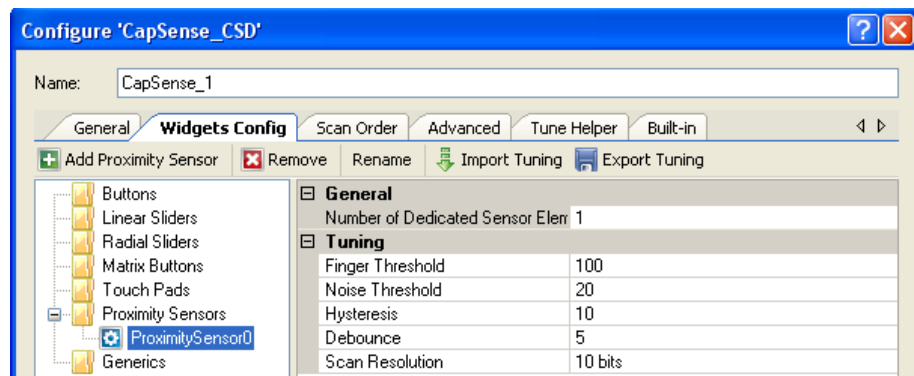 Configure 'CapSense_CSD'
Name: CapSense_1
General Widgets Config Scan Order Advanced Tune Helper Built-in
Add Proximity Sensor Remove Rename Import Tuning Export Tuning
Buttons
Linear Sliders
Radial Sliders
Matrix Buttons
Touch Pads
Proximity Sensors
ProximitySensor0
Generics
General
Number of Dedicated Sensor Elem 1
Tuning
Finger Threshold 100
Noise Threshold 20
Hysteresis 10
Debounce 5
Scan Resolution 10 bits